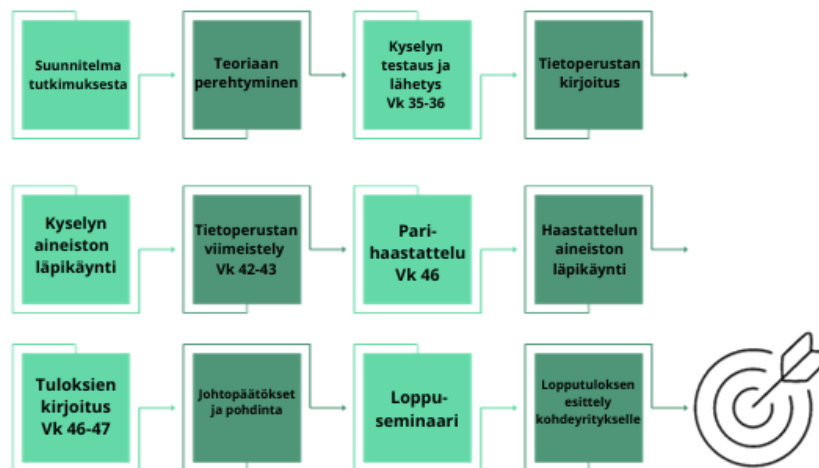 Suunnitelma
tutkimuksesta
Teoriaan
perehtyminen
Kyselyn
testaus ja
lähetys
Vk 35-36
Tietoperustan
kirjoitus
Kyselyn
aineiston
läpikäynti
Tietoperustan
viimeistely
Vk 42-43
Pari-
haastattelu
Vk 46
Haastattelun
aineiston
läpikäynti
Tuloksien
kirjoitus
Vk 46-47
Johtopäätökset
ja pohdinta
Loppu-
seminaari
Lopputuloksen
esittely
kohdeyritykselle